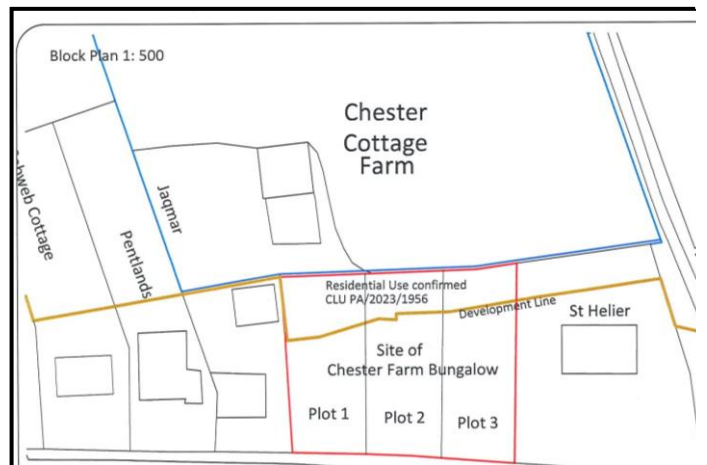 Block Plan 1: 500
Chester
Cottage
Farm
Cottage
Jaqmar
Pentlands
Residential Use confirmed
CLU PA/2023/1956
Development Line
St Helier
Site of
Chester Farm Bungalow
Plot 1
Plot 2
Plot 3